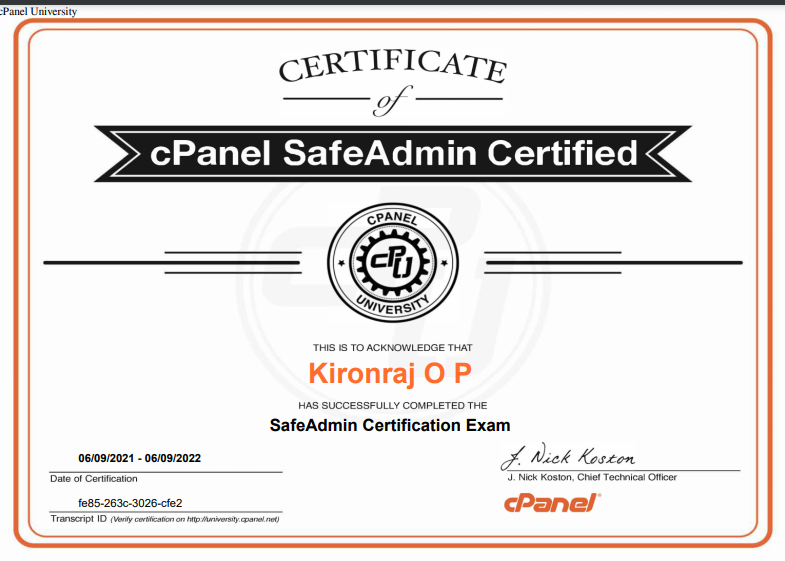 cPanel University
CERTIFICATE
of
cPanel SafeAdmin Certified
CPANEL
CPU
UNIVERSITY
THIS IS TO ACKNOWLEDGE THAT
Kironraj O P
HAS SUCCESSFULLY COMPLETED THE
SafeAdmin Certification Exam
06/09/2021 - 06/09/2022
Date of Certification
fe85-263c-3026-cfe2
Transcript ID (Verify certification on http://university.cpanel.net)
J. Nick Koston
J. Nick Koston, Chief Technical Officer
cPanel®